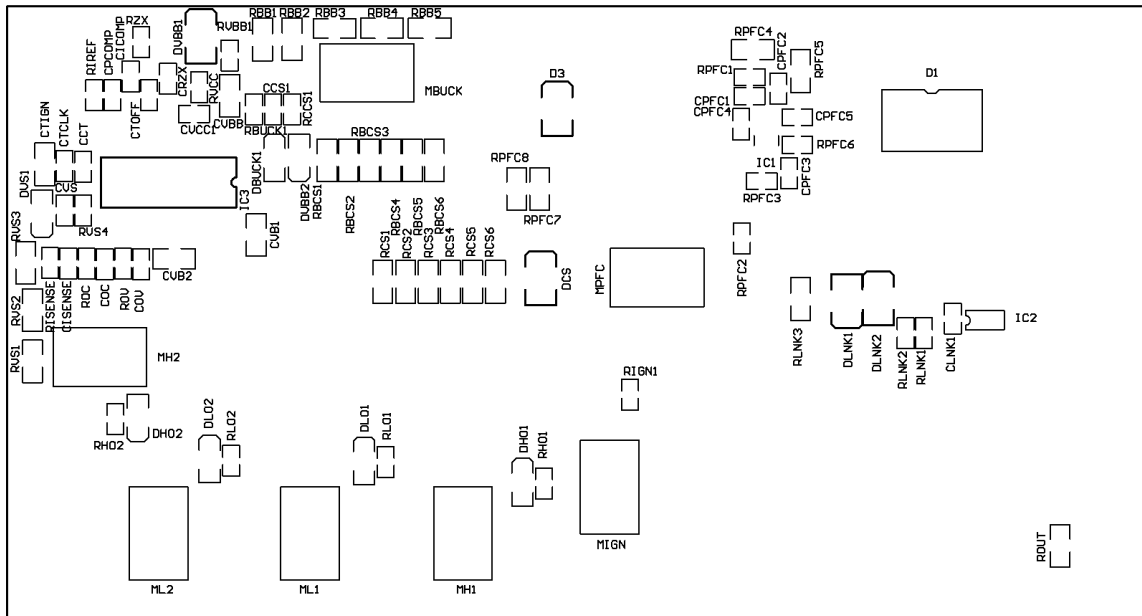 RZX
DVBB1
RVBB1
RBB1
RBB2
RBB3
RBB4
RBB5
RPFC4
CPFC2
RPFC5
RIREF
CPCOMP
CICOMP
CRZX
RVCC
MBUCK
D3
RPFC1
D1
CTOFF
CVCC1
CVBB
CCS1
RCCS1
CPFC1
CPFC4
CPFC5
CTIGN
CTCLK
CCT
RBUCK1
RBCS3
RPFC6
DVS1
CVS
IC3
DBUCK1
DVBB2
RBCS1
RBCS2
RBCS4
RBCS5
RBCS6
RPFC8
IC1
RPFC3
CPFC3
RVS3
RVS4
CVB1
RPFC7
CVB2
RCS1
RCS2
RCS3
RCS4
RCS5
RCS6
DCS
MPFC
RPFC2
RVS2
RISENSE
CISENSE
ROC
COC
ROV
COV
RLNK3
DLNK1
DLNK2
RLNK2
RLNK1
CLNK1
IC2
RVS1
MH2
RIGN1
RHO2
DHO2
DLO2
RLO2
DLO1
RLO1
DHO1
RHO1
ML2
ML1
MH1
MIGN
ROUT